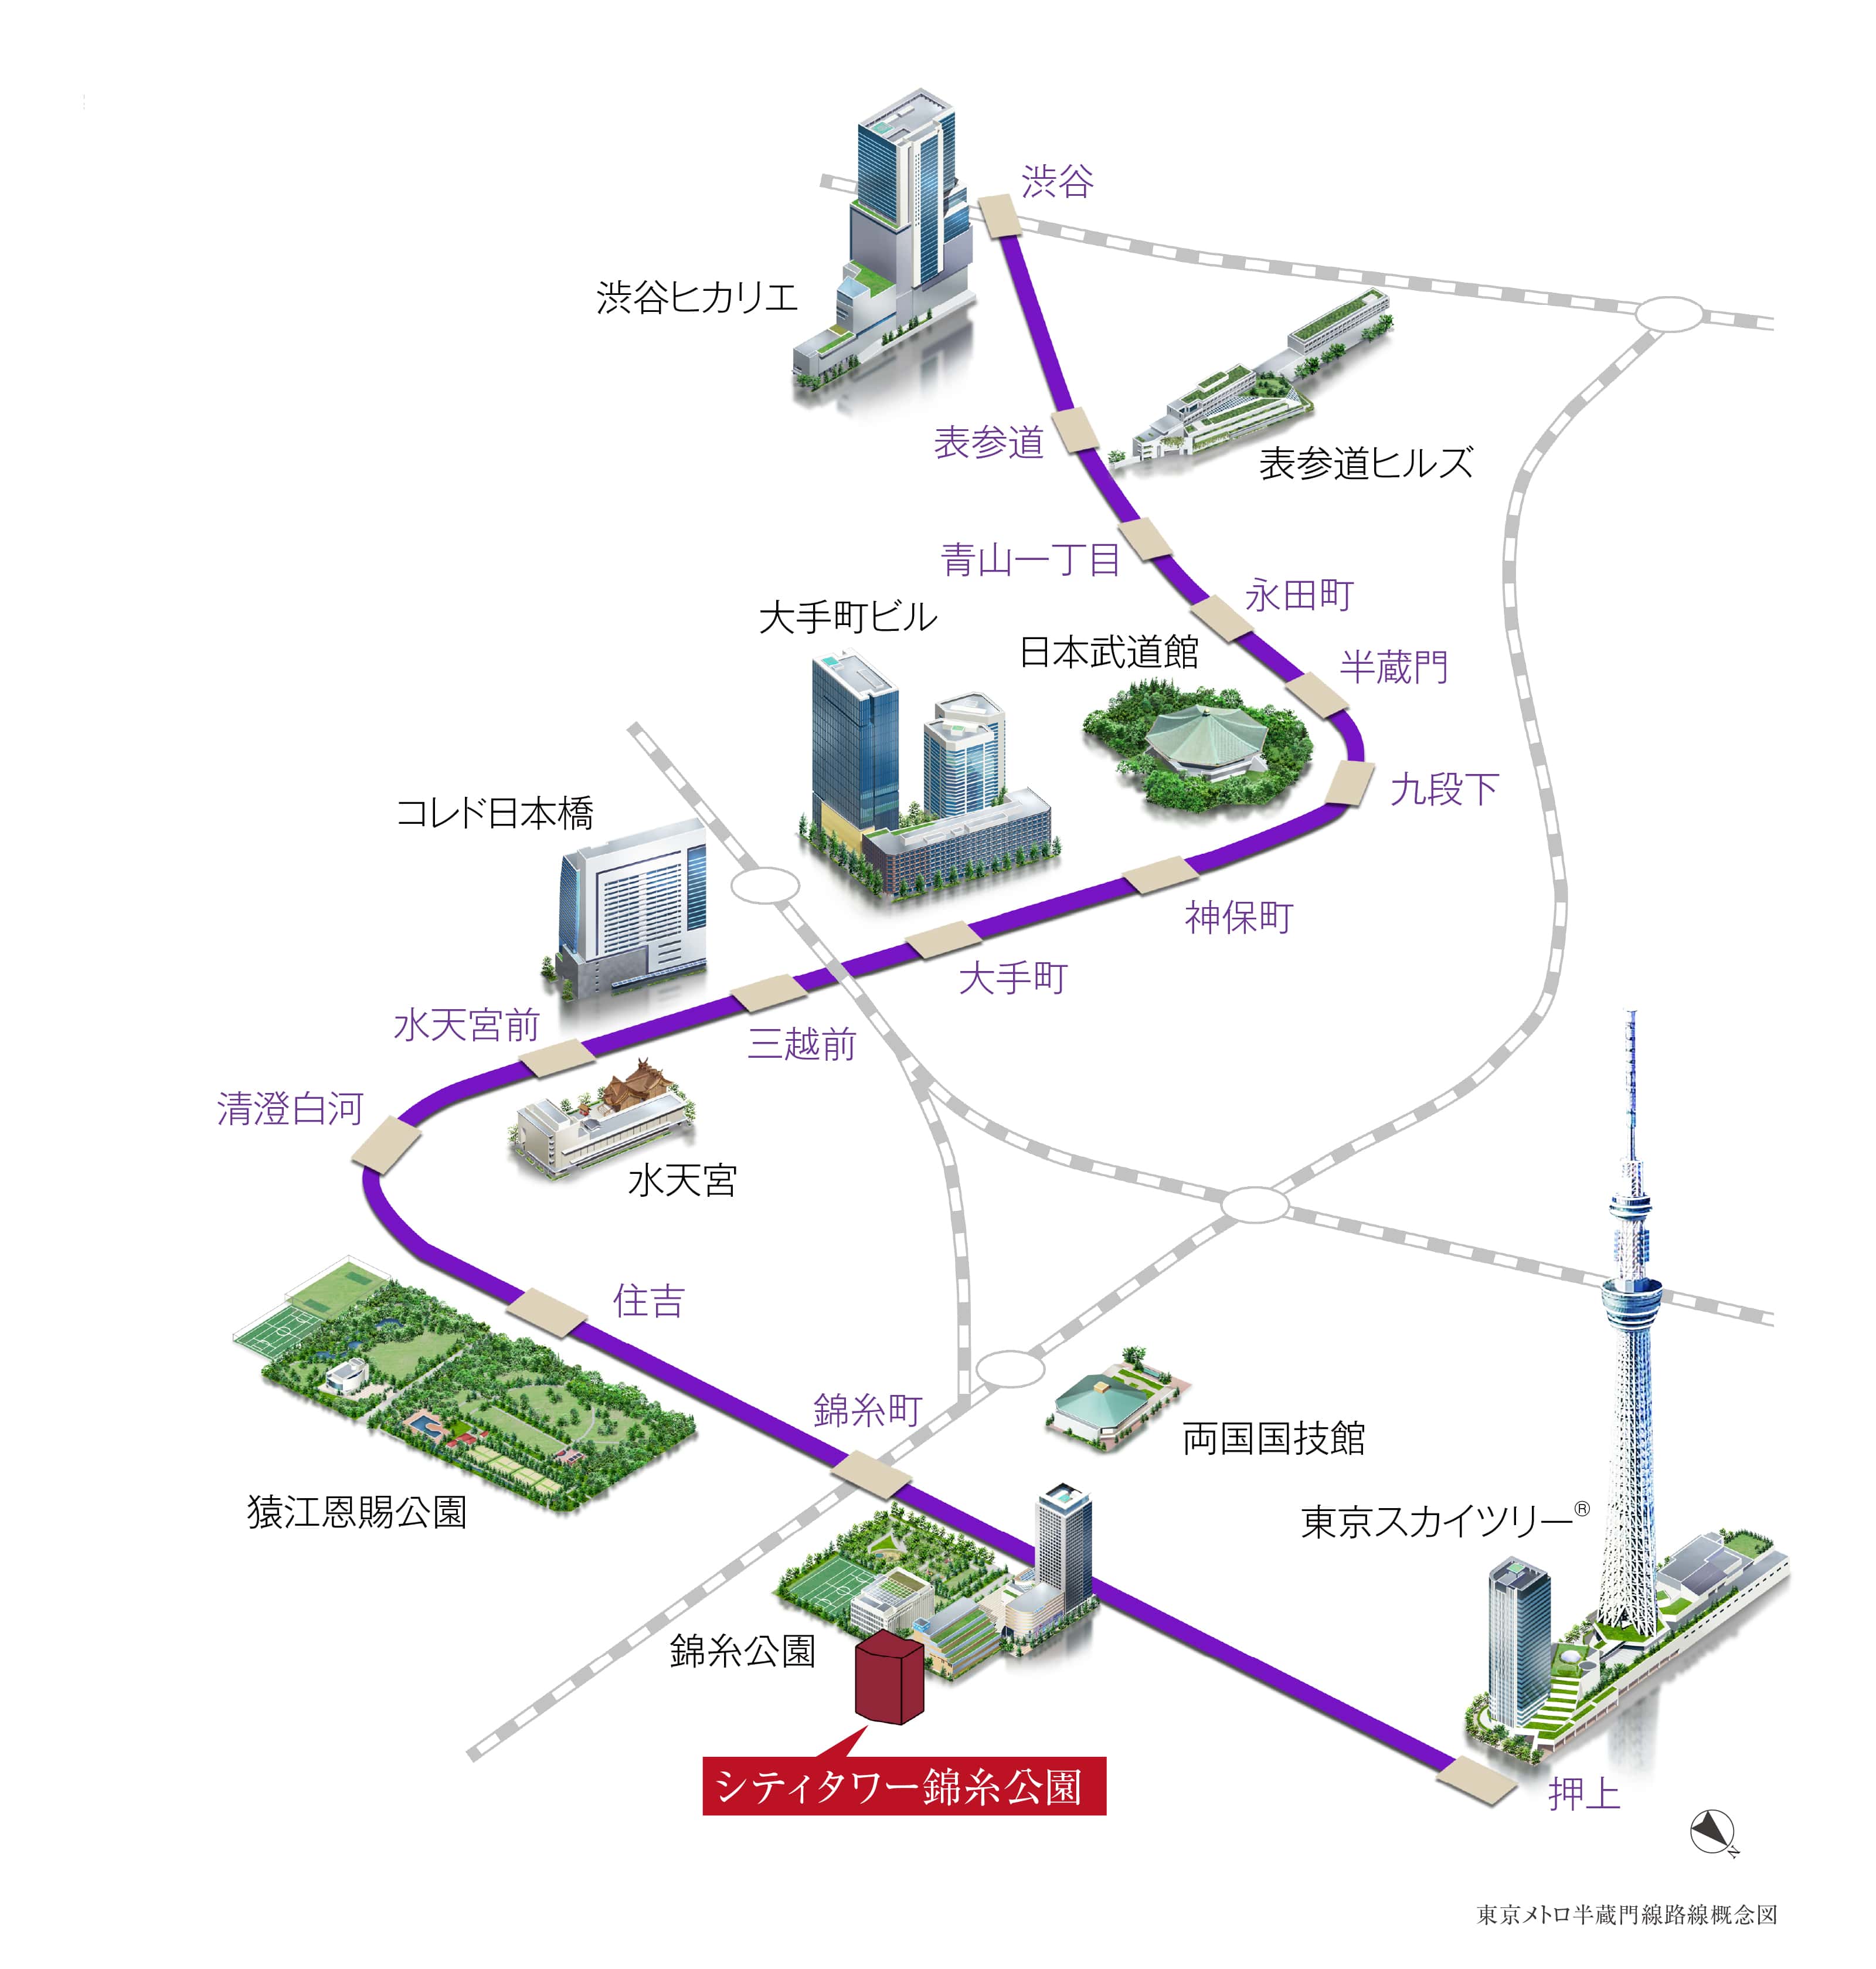 渋谷
渋谷ヒカリエ
表参道
表参道ヒルズ
青山一丁目
永田町
大手町ビル
日本武道館
半蔵門
九段下
コレド日本橋
神保町
大手町
水天宮前
三越前
清澄白河
水天宮
住吉
錦糸町
両国国技館
猿江恩賜公園
東京スカイツリー®
錦糸公園
シティタワー錦糸公園
押上
N
東京メトロ半蔵門線路線概念図